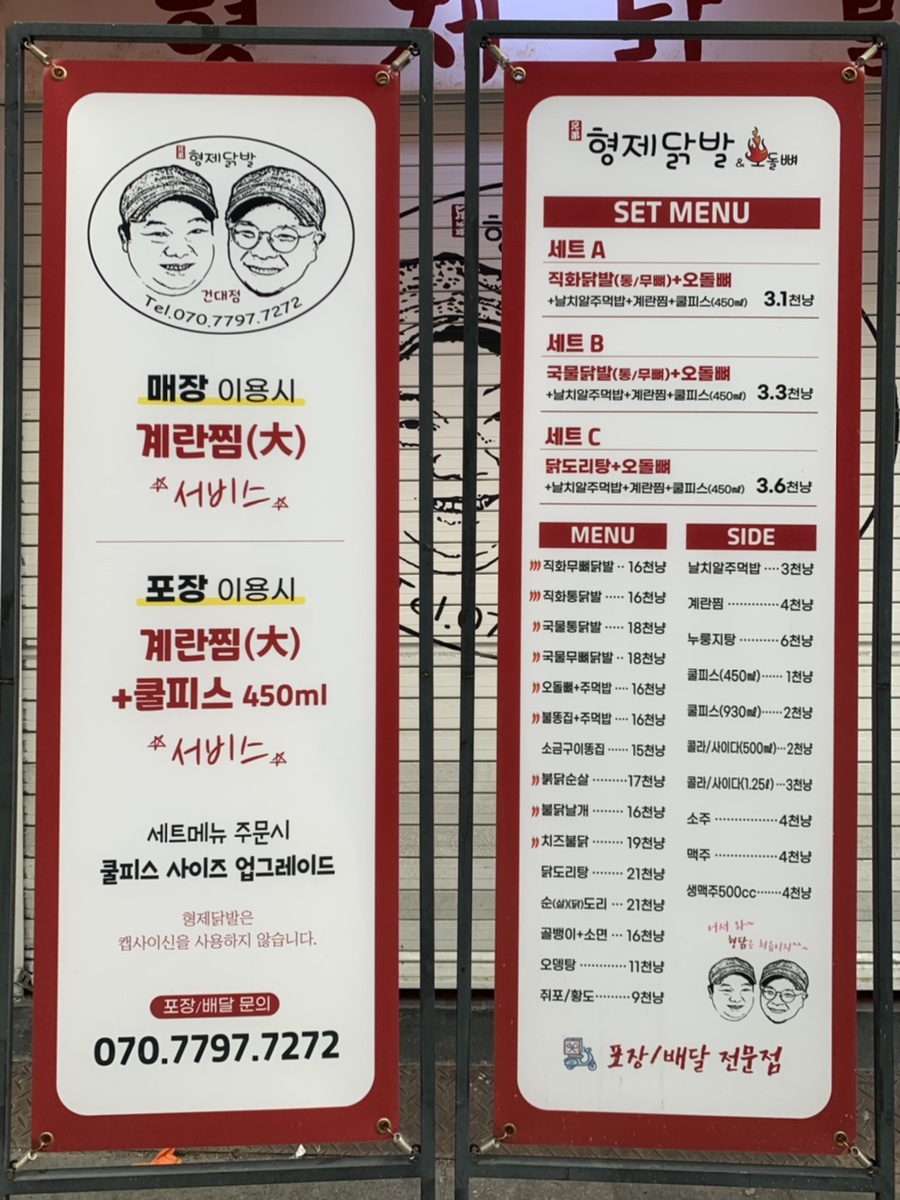 형제닭발
兄弟 형제닭발
건대점
Tel.070.7797.7272
매장 이용시
계란찜(大)
서비스
포장 이용시
계란찜(大)
+쿨피스 450ml
서비스
세트메뉴 주문시
쿨피스 사이즈 업그레이드
형제닭발은
캡사이신을 사용하지 않습니다.
포장/배달 문의
070.7797.7272
兄弟 형제닭발 & 오돌뼈
SET MENU
세트 A
직화닭발(통/무뼈)+오돌뼈
+날치알주먹밥+계란찜+쿨피스(450㎖) 3.1천냥
세트 B
국물닭발(통/무뼈)+오돌뼈
+날치알주먹밥+계란찜+쿨피스(450㎖) 3.3천냥
세트 C
닭도리탕+오돌뼈
+날치알주먹밥+계란찜+쿨피스(450㎖) 3.6천냥
MENU
직화무뼈닭발 ·· 16천냥
직화통닭발 ····· 16천냥
국물통닭발 ····· 18천냥
국물무뼈닭발 ·· 18천냥
오돌뼈+주먹밥 ···· 16천냥
불똥집+주먹밥 ···· 16천냥
소금구이똥집 ····· 15천냥
붉닭순살 ·········17천냥
불닭날개 ········ 16천냥
치즈불닭 ········ 19천냥
닭도리탕 ········ 21천냥
순(살)(닭)도리 ··· 21천냥
골뱅이+소면 ··· 16천냥
오뎅탕 ············11천냥
쥐포/황도·········9천냥
SIDE
날치알주먹밥 ····3천냥
계란찜 ·············4천냥
누룽지탕 ··········6천냥
쿨피스(450㎖)······ 1천냥
쿨피스(930㎖)······2천냥
콜라/사이다(500㎖)···2천냥
콜라/사이다(1.25ℓ)···3천냥
소주 ················4천냥
맥주 ················4천냥
생맥주500cc·······4천냥
어서 와~
형닭은 처음이지^^~
포장/배달 전문점